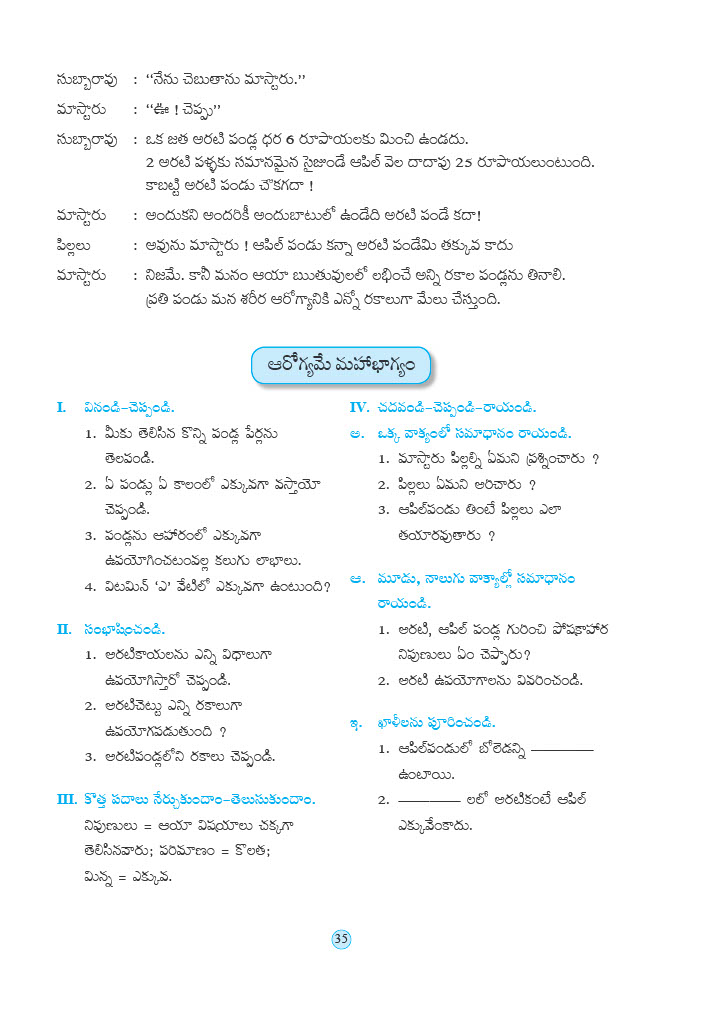 సుబ్బారావు : “నేను చెబుతాను మాస్టారు.”
మాస్టారు : “ఊ ! చెప్పు”
సుబ్బారావు : ఒక జత అరటి పండ్ల ధర 6 రూపాయలకు మించి ఉండదు.
2 అరటి పళ్ళకు సమానమైన సైజుండే ఆపిల్ వెల దాదాపు 25 రూపాయలుంటుంది.
కాబట్టి అరటి పండు చౌకగదా !
మాస్టారు : అందుకని అందరికీ అందుబాటులో ఉండేది అరటి పండే కదా!
పిల్లలు : అవును మాస్టారు ! ఆపిల్ పండు కన్నా అరటి పండేమి తక్కువ కాదు
మాస్టారు : నిజమే. కానీ మనం ఆయా ఋతువులలో లభించే అన్ని రకాల పండ్లను తినాలి.
ప్రతి పండు మన శరీర ఆరోగ్యానికి ఎన్నో రకాలుగా మేలు చేస్తుంది.
ఆరోగ్యమే మహాభాగ్యం
I. వినండి-చెప్పండి.
1. మీకు తెలిసిన కొన్ని పండ్ల పేర్లను
తెలపండి.
2. ఏ పండ్లు ఏ కాలంలో ఎక్కువగా వస్తాయో
చెప్పండి.
3. పండ్లను ఆహారంలో ఎక్కువగా
ఉపయోగించటంవల్ల కలుగు లాభాలు.
4. విటమిన్ ‘ఎ’ వేటిలో ఎక్కువగా ఉంటుంది?
II. సంభాషించండి.
1. అరటికాయలను ఎన్ని విధాలుగా
ఉపయోగిస్తారో చెప్పండి.
2. అరటిచెట్టు ఎన్ని రకాలుగా
ఉపయోగపడుతుంది ?
3. అరటిపండ్లలోని రకాలు చెప్పండి.
III. కొత్త పదాలు నేర్చుకుందాం-తెలుసుకుందాం.
నిపుణులు = ఆయా విషయాలు చక్కగా
తెలిసినవారు; పరిమాణం = కొలత;
మిన్న = ఎక్కువ.
IV. చదవండి-చెప్పండి-రాయండి.
అ. ఒక్క వాక్యంలో సమాధానం రాయండి.
1. మాస్టారు పిల్లల్ని ఏమని ప్రశ్నించారు ?
2. పిల్లలు ఏమని అరిచారు ?
3. ఆపిల్‌పండు తింటే పిల్లలు ఎలా
తయారవుతారు ?
ఆ. మూడు, నాలుగు వాక్యాల్లో సమాధానం
రాయండి.
1. అరటి, ఆపిల్ పండ్ల గురించి పోషకాహార
నిపుణులు ఏం చెప్పారు?
2. అరటి ఉపయోగాలను వివరించండి.
ఇ. ఖాళీలను పూరించండి.
1. ఆపిల్‌పండులో బోలెడన్ని ________
ఉంటాయి.
2. ________ లలో అరటికంటే ఆపిల్
ఎక్కువేంకాదు.
35